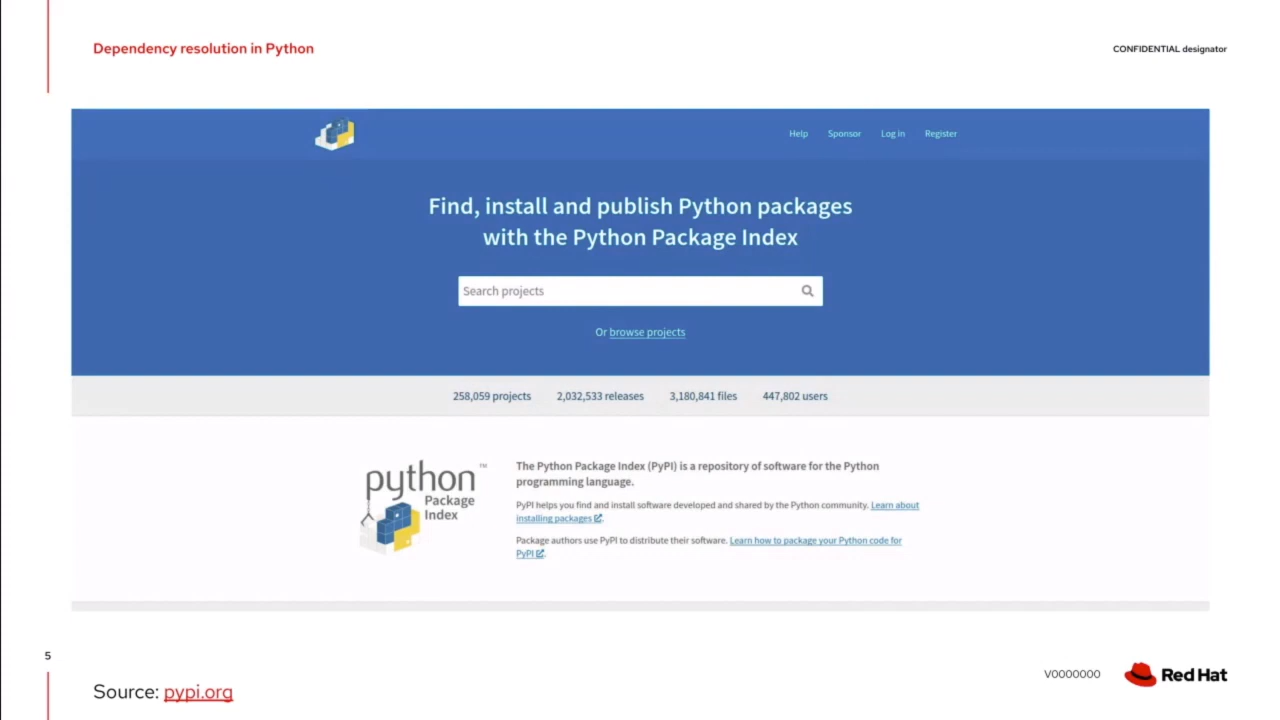 Dependency resolution in Python
CONFIDENTIAL designator
Help Sponsor Log in Register
Find, install and publish Python packages
with the Python Package Index
Search projects
Or browse projects
258,059 projects 2,032,533 releases 3,180,841 files 447,802 users
python™
Package
Index
The Python Package Index (PyPI) is a repository of software for the Python
programming language.
PyPI helps you find and install software developed and shared by the Python community. Learn about
installing packages.
Package authors use PyPI to distribute their software. Learn how to package your Python code for
PyPI.
5
Source: pypi.org
V0000000
Red Hat